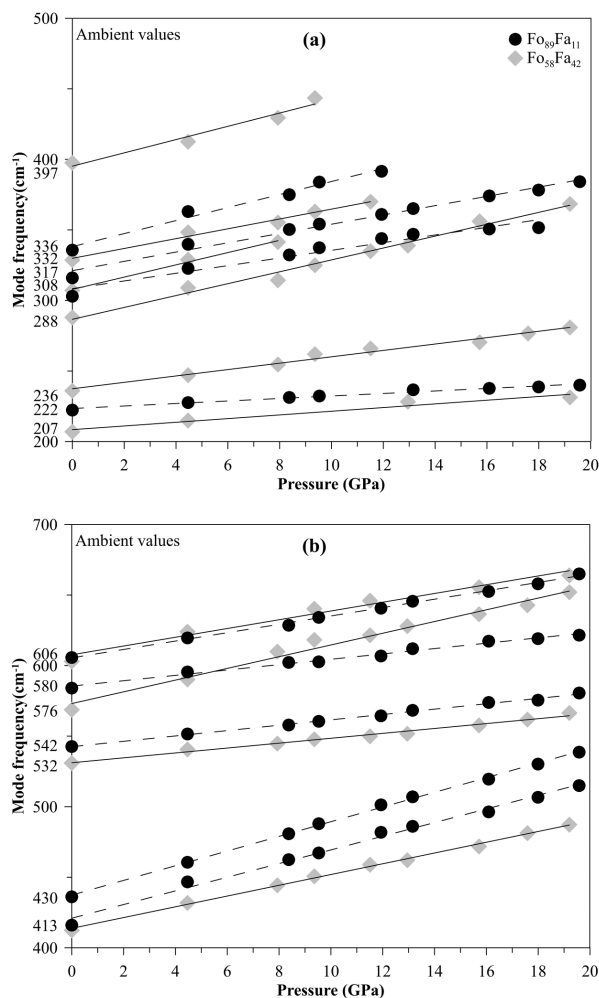 500
Ambient values
(a)
Fo₈₉Fa₁₁
Fo₅₈Fa₄₂
400
397
336
332
317
308
300
288
236
222
207
200
Mode frequency(cm⁻¹)
0 2 4 6 8 10 12 14 16 18 20
Pressure (GPa)
700
Ambient values
(b)
606
600
580
576
542
532
500
430
413
400
Mode frequency(cm⁻¹)
0 2 4 6 8 10 12 14 16 18 20
Pressure (GPa)